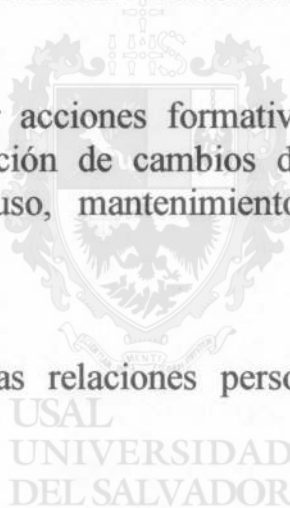 acciones formativ
ción de cambios d
uso, mantenimiento
as relaciones perso
USAL
UNIVERSIDAD
DEL SALVADOR